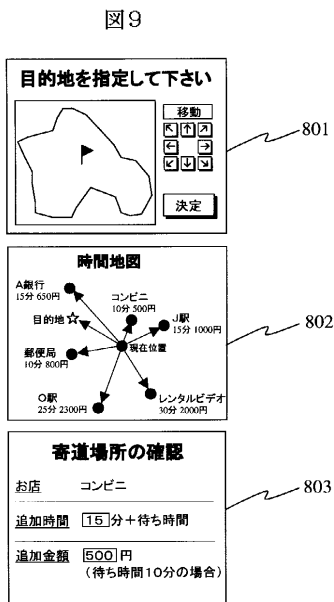 図9
目的地を指定して下さい
移動
↖↑↗
←→
↙↓↘
決定
801
時間地図
A銀行
15分 650円
コンビニ
10分 500円
J駅
15分 1000円
目的地☆
現在位置
郵便局
10分 800円
O駅
25分 2300円
レンタルビデオ
30分 2000円
802
寄道場所の確認
お店 コンビニ
追加時間 15 分+待ち時間
追加金額 500 円
(待ち時間10分の場合)
803